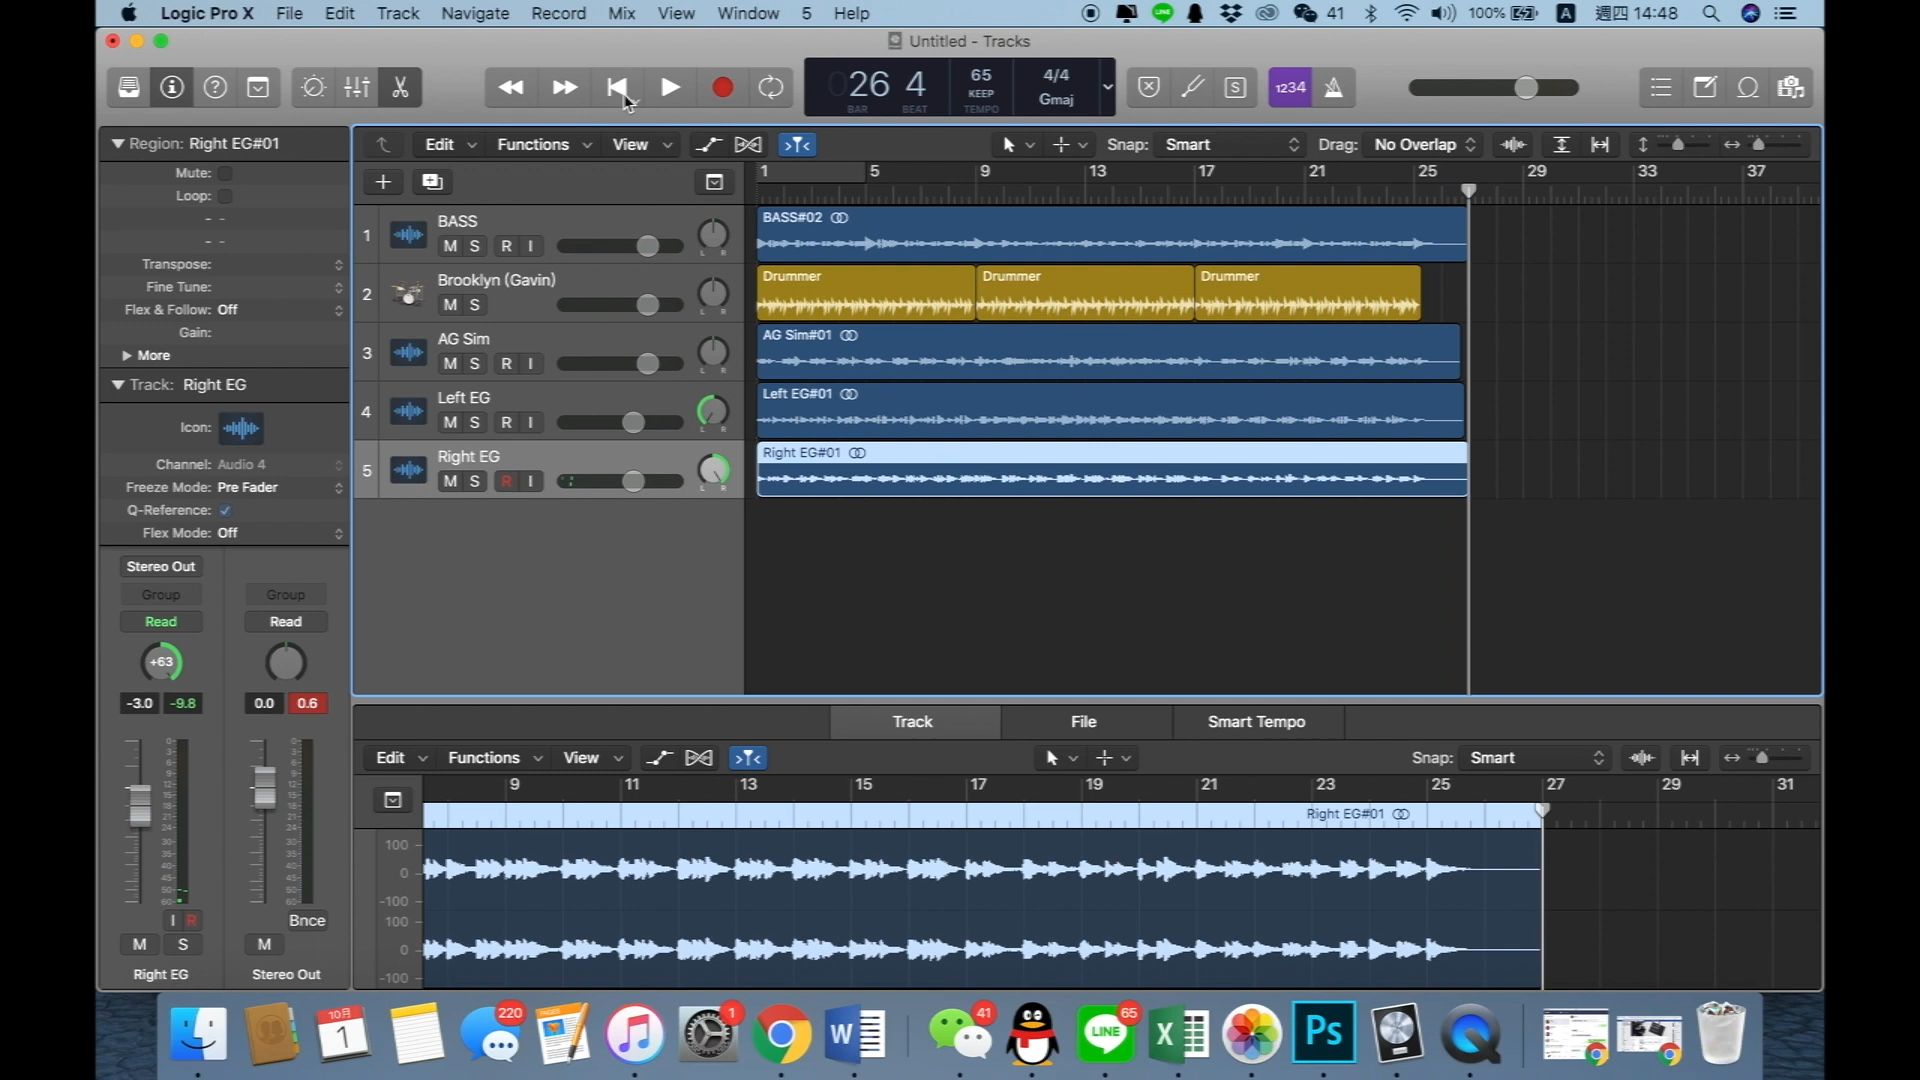 Logic Pro X File Edit Track Navigate Record Mix View Window 5 Help 41 100% A 週四 14:48
Untitled - Tracks
26 4 65 4/4
KEEP Gmaj
BAR BEAT TEMPO
S 1234
Region: Right EG#01
Edit Functions View Snap: Smart Drag: No Overlap
Mute:
Loop:
Transpose:
Fine Tune:
Flex & Follow: Off
Gain:
More
Track: Right EG
Icon:
Channel: Audio 4
Freeze Mode: Pre Fader
Q-Reference:
Flex Mode: Off
1 5 9 13 17 21 25 29 33 37
1 BASS
M S R I L R
BASS#02
2 Brooklyn (Gavin)
M S L R
Drummer Drummer Drummer
3 AG Sim
M S R I L R
AG Sim#01
4 Left EG
M S R I L R
Left EG#01
5 Right EG
M S R I L R
Right EG#01
Stereo Out
Group Group
Read Read
+63
-3.0 -9.8 0.0 0.6
I R Bnce
M S M
Right EG Stereo Out
Track File Smart Tempo
Edit Functions View Snap: Smart
9 11 13 15 17 19 21 23 25 27 29 31
Right EG#01
100
0
-100
100
0
-100
10月
1
220
PAGES
1
W
41
LINE
65
X
Ps